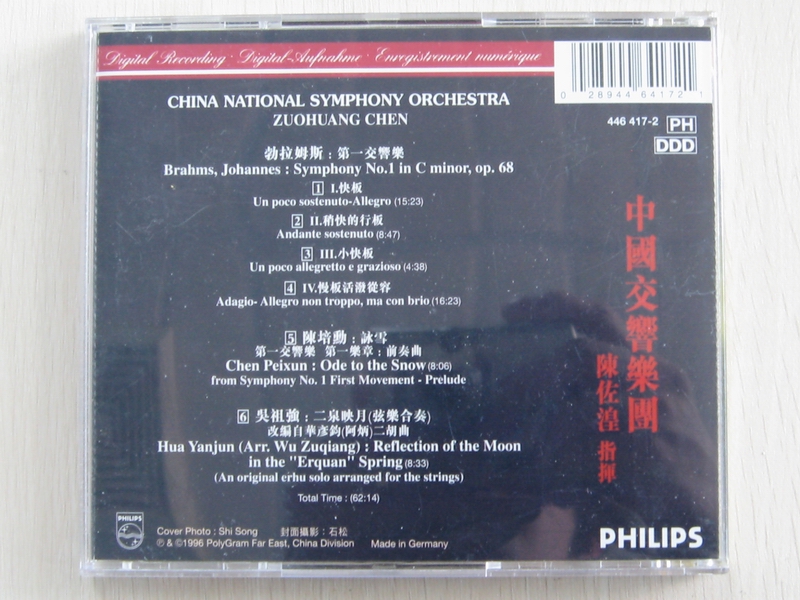 Digital Recording · Digital-Aufnahme · Enregistrement numérique
0 28944 64172 1
446 417-2 PH
DDD
CHINA NATIONAL SYMPHONY ORCHESTRA
ZUOHUANG CHEN
勃拉姆斯：第一交響樂
Brahms, Johannes : Symphony No.1 in C minor, op. 68
1 I.快板
Un poco sostenuto-Allegro (15:23)
2 II.稍快的行板
Andante sostenuto (8:47)
3 III.小快板
Un poco allegretto e grazioso (4:38)
4 IV.慢板活潑從容
Adagio- Allegro non troppo, ma con brio (16:23)
5 陳培勳：詠雪
第一交響樂 第一樂章：前奏曲
Chen Peixun : Ode to the Snow (8:06)
from Symphony No. 1 First Movement - Prelude
6 吳祖強：二泉映月(弦樂合奏)
改編自華彥鈞(阿炳)二胡曲
Hua Yanjun (Arr. Wu Zuqiang) : Reflection of the Moon
in the "Erquan" Spring (8:33)
(An original erhu solo arranged for the strings)
Total Time : (62:14)
中國交響樂團
陳佐湟 指揮
PHILIPS
Cover Photo : Shi Song 封面攝影：石松
℗ & ©1996 PolyGram Far East, China Division Made in Germany
PHILIPS